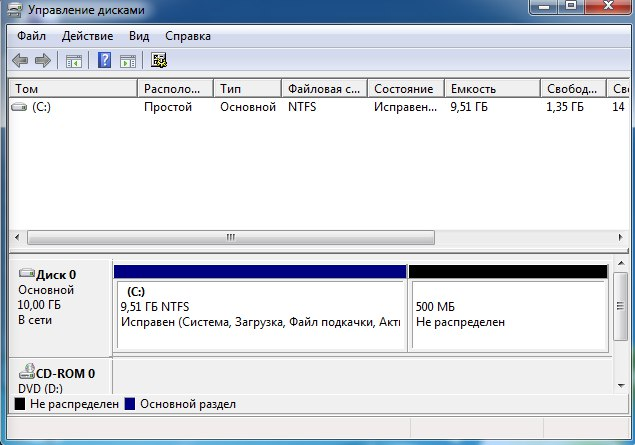 Управление дисками
Файл Действие Вид Справка
Том Располо... Тип Файловая с... Состояние Емкость Свобод... Сво
(C:) Простой Основной NTFS Исправен... 9,51 ГБ 1,35 ГБ 14
Диск 0
Основной
10,00 ГБ
В сети
(C:)
9,51 ГБ NTFS
Исправен (Система, Загрузка, Файл подкачки, Акти
500 МБ
Не распределен
CD-ROM 0
DVD (D:)
Не распределен Основной раздел